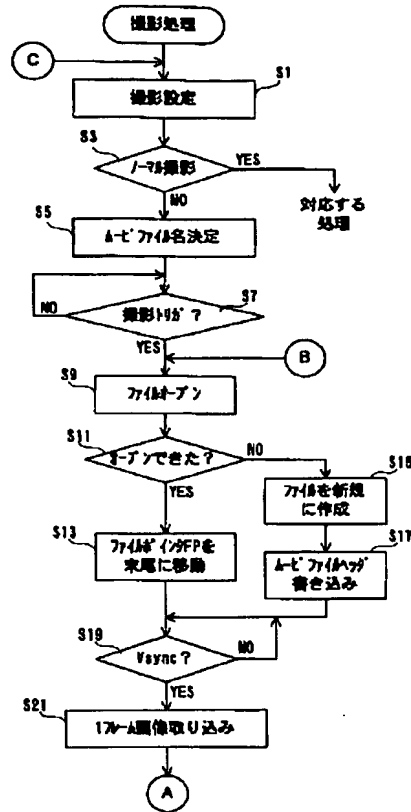 撮影処理
C
S1
撮影設定
S3
ノーマル撮影
YES
NO
対応する
処理
S5
ムービファイル名決定
S7
撮影トリガ?
NO
YES
B
S9
ファイルオープン
S11
オープンできた?
NO
YES
S15
ファイルを新規
に作成
S13
ファイルポインタFPを
末尾に移動
S17
ムービファイルヘッダ
書き込み
S19
Vsync?
NO
YES
S21
1フレーム画像取り込み
A